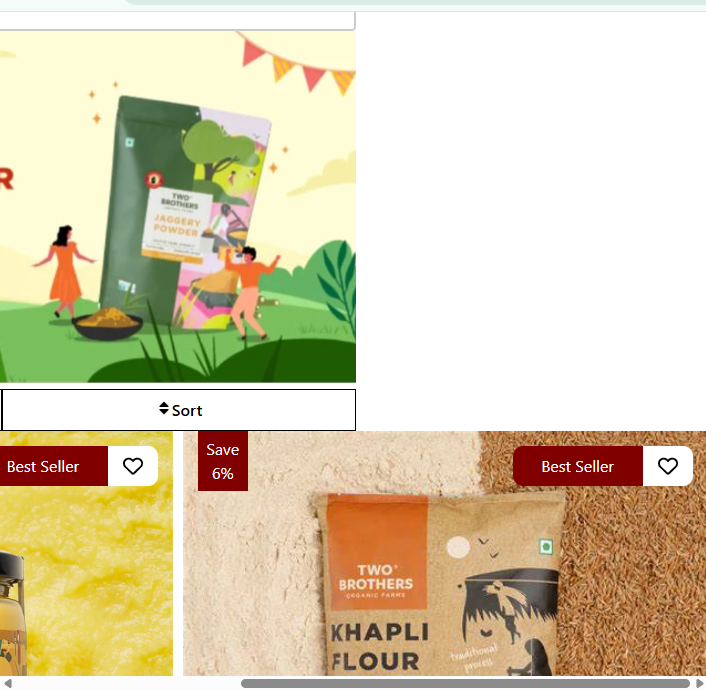 R
TWO
BROTHERS
JAGGERY
POWDER
Sort
Best Seller
Save
6%
Best Seller
TWO
BROTHERS
ORGANIC FARMS
KHAPLI
FLOUR
traditional
process